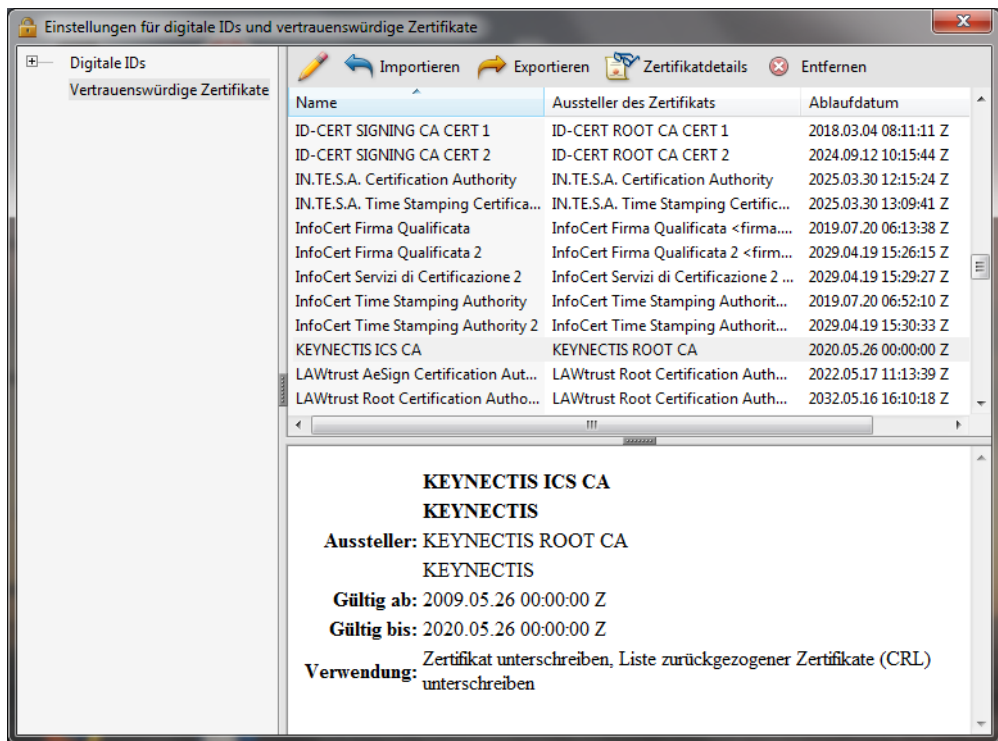 Einstellungen für digitale IDs und vertrauenswürdige Zertifikate
Digitale IDs
Vertrauenswürdige Zertifikate
Importieren Exportieren Zertifikatdetails Entfernen
Name Aussteller des Zertifikats Ablaufdatum
ID-CERT SIGNING CA CERT 1 ID-CERT ROOT CA CERT 1 2018.03.04 08:11:11 Z
ID-CERT SIGNING CA CERT 2 ID-CERT ROOT CA CERT 2 2024.09.12 10:15:44 Z
IN.TE.S.A. Certification Authority IN.TE.S.A. Certification Authority 2025.03.30 12:15:24 Z
IN.TE.S.A. Time Stamping Certifica... IN.TE.S.A. Time Stamping Certific... 2025.03.30 13:09:41 Z
InfoCert Firma Qualificata InfoCert Firma Qualificata <firma.... 2019.07.20 06:13:38 Z
InfoCert Firma Qualificata 2 InfoCert Firma Qualificata 2 <firm... 2029.04.19 15:26:15 Z
InfoCert Servizi di Certificazione 2 InfoCert Servizi di Certificazione 2 ... 2029.04.19 15:29:27 Z
InfoCert Time Stamping Authority InfoCert Time Stamping Authorit... 2019.07.20 06:52:10 Z
InfoCert Time Stamping Authority 2 InfoCert Time Stamping Authorit... 2029.04.19 15:30:33 Z
KEYNECTIS ICS CA KEYNECTIS ROOT CA 2020.05.26 00:00:00 Z
LAWtrust AeSign Certification Aut... LAWtrust Root Certification Auth... 2022.05.17 11:13:39 Z
LAWtrust Root Certification Autho... LAWtrust Root Certification Auth... 2032.05.16 16:10:18 Z
KEYNECTIS ICS CA
KEYNECTIS
Aussteller: KEYNECTIS ROOT CA
KEYNECTIS
Gültig ab: 2009.05.26 00:00:00 Z
Gültig bis: 2020.05.26 00:00:00 Z
Verwendung: Zertifikat unterschreiben, Liste zurückgezogener Zertifikate (CRL)
unterschreiben